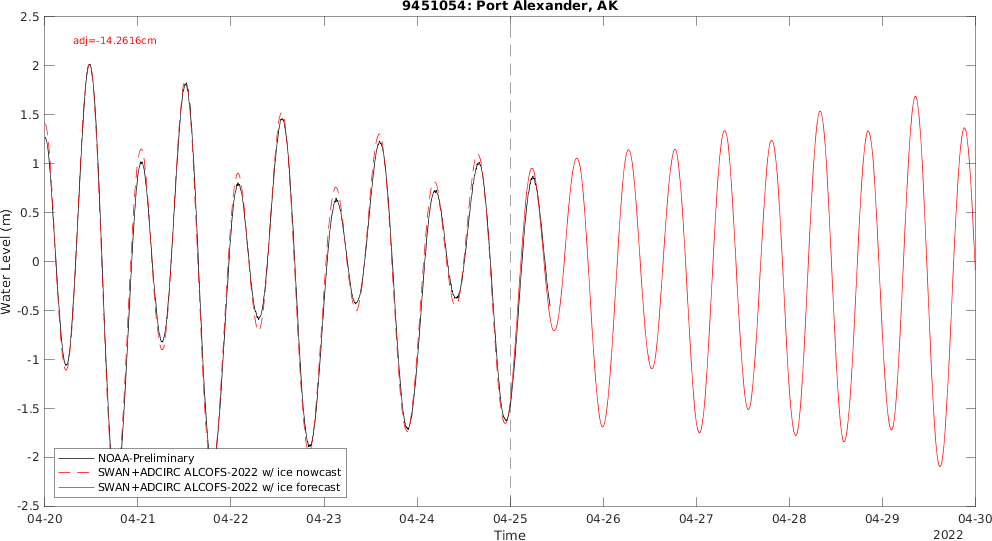 9451054: Port Alexander, AK
adj=-14.2616cm
2.5
2
1.5
1
0.5
0
-0.5
-1
-1.5
-2
-2.5
Water Level (m)
NOAA-Preliminary
SWAN+ADCIRC ALCOFS-2022 w/ ice nowcast
SWAN+ADCIRC ALCOFS-2022 w/ ice forecast
04-20 04-21 04-22 04-23 04-24 04-25 04-26 04-27 04-28 04-29 04-30
Time
2022